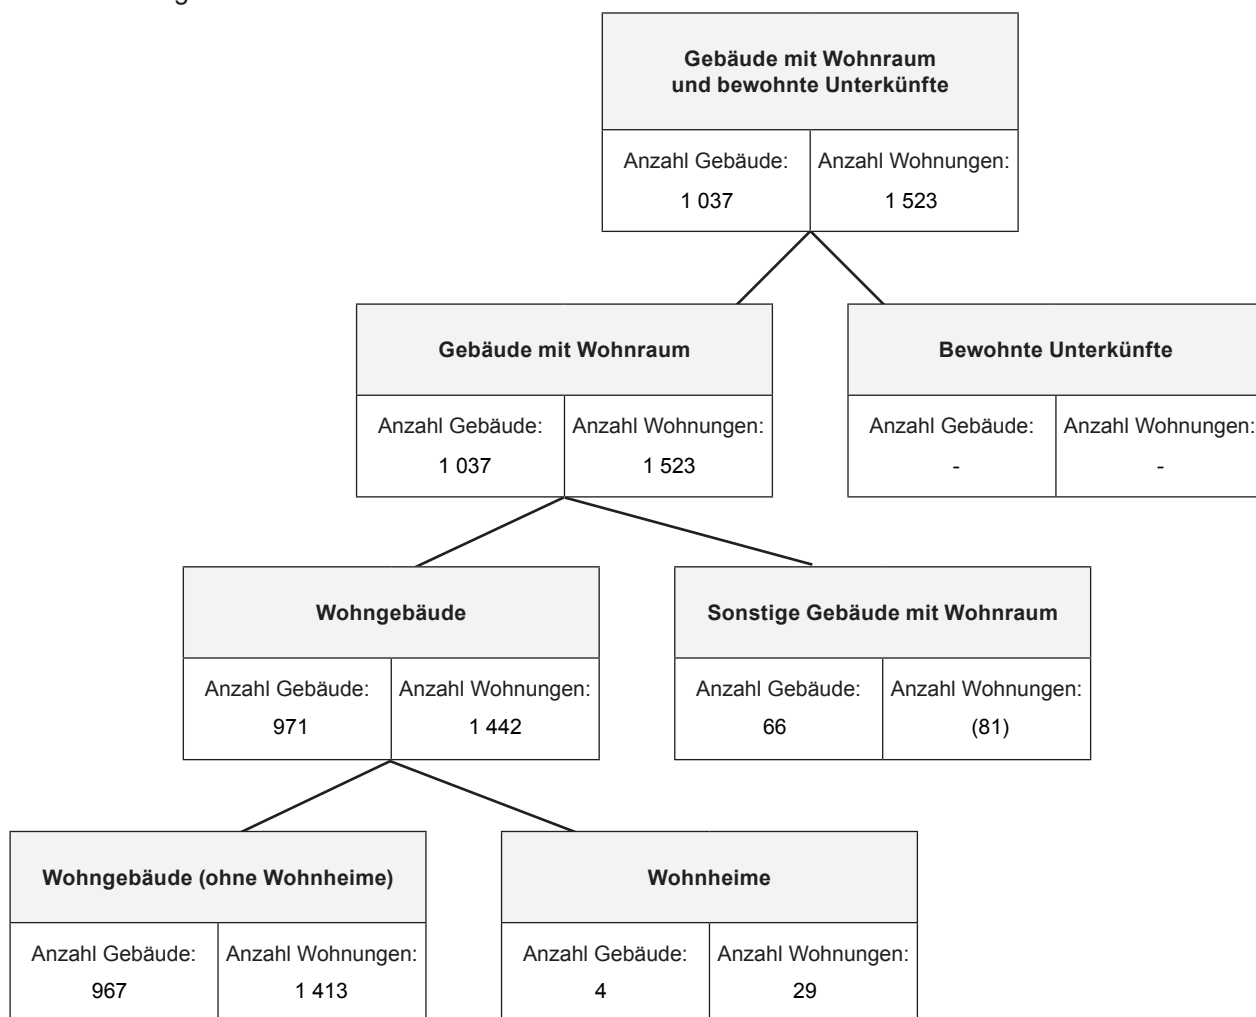 Gebäude mit Wohnraum
und bewohnte Unterkünfte
Anzahl Gebäude: Anzahl Wohnungen:
1 037 1 523
Gebäude mit Wohnraum Bewohnte Unterkünfte
Anzahl Gebäude: Anzahl Wohnungen: Anzahl Gebäude: Anzahl Wohnungen:
1 037 1 523 - -
Wohngebäude Sonstige Gebäude mit Wohnraum
Anzahl Gebäude: Anzahl Wohnungen: Anzahl Gebäude: Anzahl Wohnungen:
971 1 442 66 (81)
Wohngebäude (ohne Wohnheime) Wohnheime
Anzahl Gebäude: Anzahl Wohnungen: Anzahl Gebäude: Anzahl Wohnungen:
967 1 413 4 29